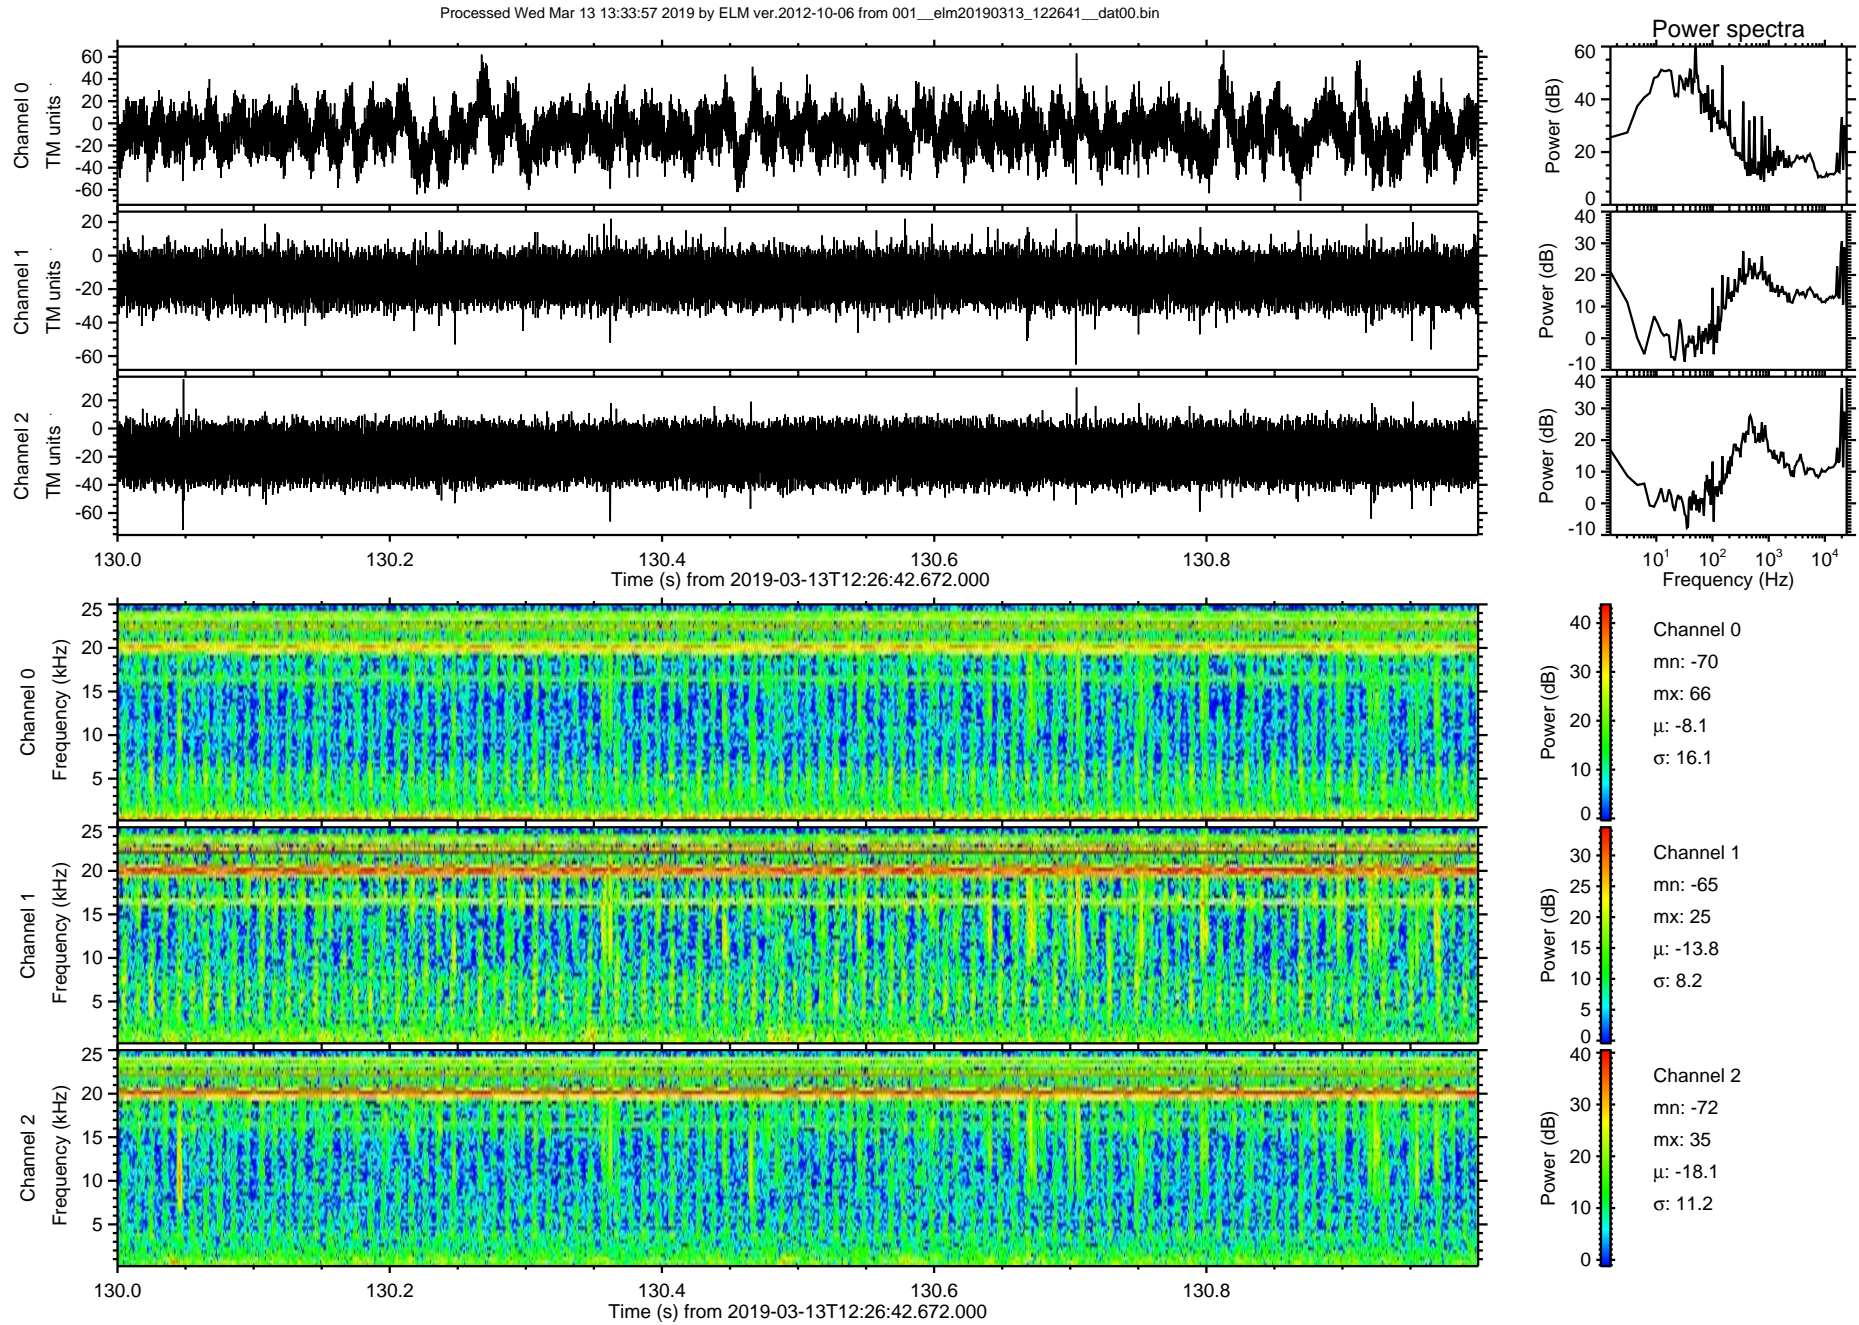 Processed Wed Mar 13 13:33:57 2019 by ELM ver.2012-10-06 from 001__elm20190313_122641__dat00.bin
Power spectra
Channel 0
TM units
60
40
20
0
-20
-40
-60
Power (dB)
60
40
20
0
Channel 1
TM units
20
0
-20
-40
-60
Power (dB)
40
30
20
10
0
-10
Channel 2
TM units
20
0
-20
-40
-60
Power (dB)
40
30
20
10
0
-10
130.0 130.2 130.4 130.6 130.8
Time (s) from 2019-03-13T12:26:42.672.000
10¹ 10² 10³ 10⁴
Frequency (Hz)
Channel 0
Frequency (kHz)
25
20
15
10
5
Power (dB)
40
30
20
10
0
Channel 0
mn: -70
mx: 66
μ: -8.1
σ: 16.1
Channel 1
Frequency (kHz)
25
20
15
10
5
Power (dB)
30
25
20
15
10
5
0
Channel 1
mn: -65
mx: 25
μ: -13.8
σ: 8.2
Channel 2
Frequency (kHz)
25
20
15
10
5
Power (dB)
40
30
20
10
0
Channel 2
mn: -72
mx: 35
μ: -18.1
σ: 11.2
130.0 130.2 130.4 130.6 130.8
Time (s) from 2019-03-13T12:26:42.672.000